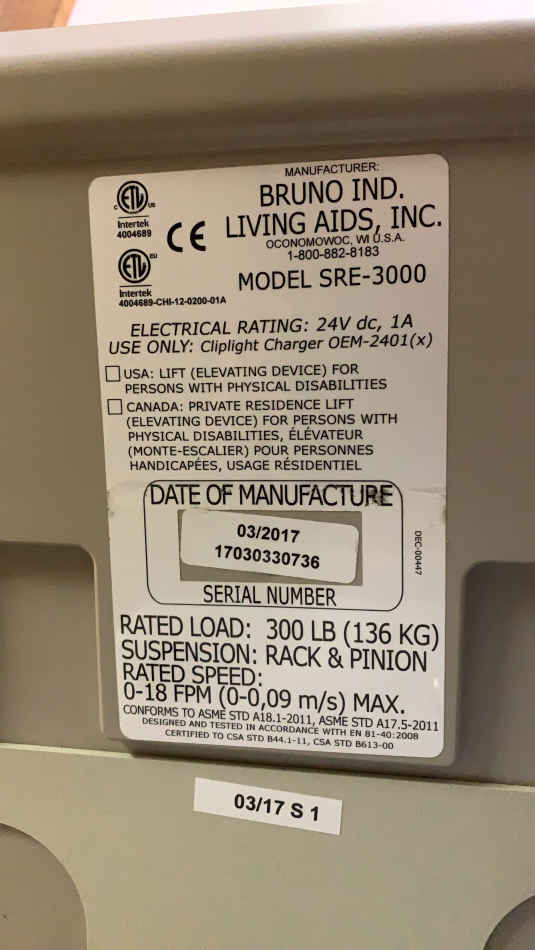 MANUFACTURER:
BRUNO IND.
LIVING AIDS, INC.
OCONOMOWOC, WI U.S.A.
1-800-882-8183
MODEL SRE-3000
C ETL US
Intertek
4004689
CE
ETL EU
Intertek
4004689-CHI-12-0200-01A
ELECTRICAL RATING: 24V dc, 1A
USE ONLY: Cliplight Charger OEM-2401(x)
USA: LIFT (ELEVATING DEVICE) FOR
PERSONS WITH PHYSICAL DISABILITIES
CANADA: PRIVATE RESIDENCE LIFT
(ELEVATING DEVICE) FOR PERSONS WITH
PHYSICAL DISABILITIES, ÉLÉVATEUR
(MONTE-ESCALIER) POUR PERSONNES
HANDICAPÉES, USAGE RÉSIDENTIEL
DATE OF MANUFACTURE
03/2017
17030330736
SERIAL NUMBER
DEC-00447
RATED LOAD: 300 LB (136 KG)
SUSPENSION: RACK & PINION
RATED SPEED:
0-18 FPM (0-0,09 m/s) MAX.
CONFORMS TO ASME STD A18.1-2011, ASME STD A17.5-2011
DESIGNED AND TESTED IN ACCORDANCE WITH EN 81-40:2008
CERTIFIED TO CSA STD B44.1-11, CSA STD B613-00
03/17 S 1